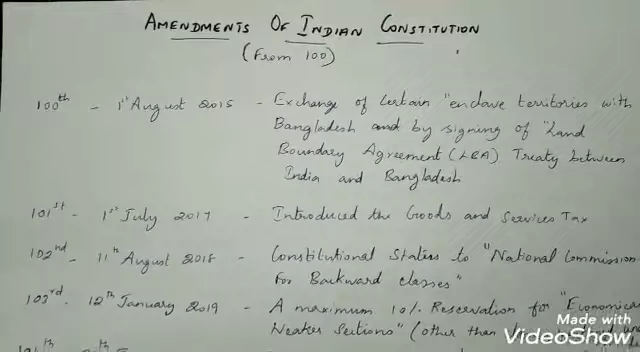 AMENDMENTS OF INDIAN CONSTITUTION
(From 100)
100th - 1st August 2015 - Exchange of Certain "enclave territories with
Bangladesh and by signing of "Land
Boundary Agreement (LBA) Treaty between
India and Bangladesh
101st - 1st July 2017 - Introduced the Goods and Services Tax
102nd - 11th August 2018 - Constitutional Status to "National Commission
For Backward classes"
103rd - 12th January 2019 - A maximum 10% Reservation for "Economical
Weaker Sections" (other than
Made with
VideoShow